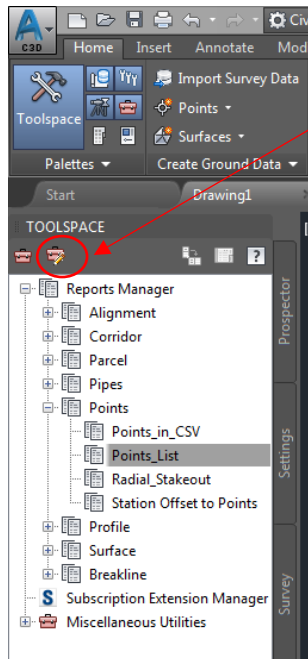 C3D
Civ
Home Insert Annotate Mod
Toolspace
Import Survey Data
Points
Surfaces
Palettes
Create Ground Data
Start
Drawing1
TOOLSPACE
?
Reports Manager
Alignment
Corridor
Parcel
Pipes
Points
Points_in_CSV
Points_List
Radial_Stakeout
Station Offset to Points
Profile
Surface
Breakline
S Subscription Extension Manager
Miscellaneous Utilities
Prospector
Settings
Survey